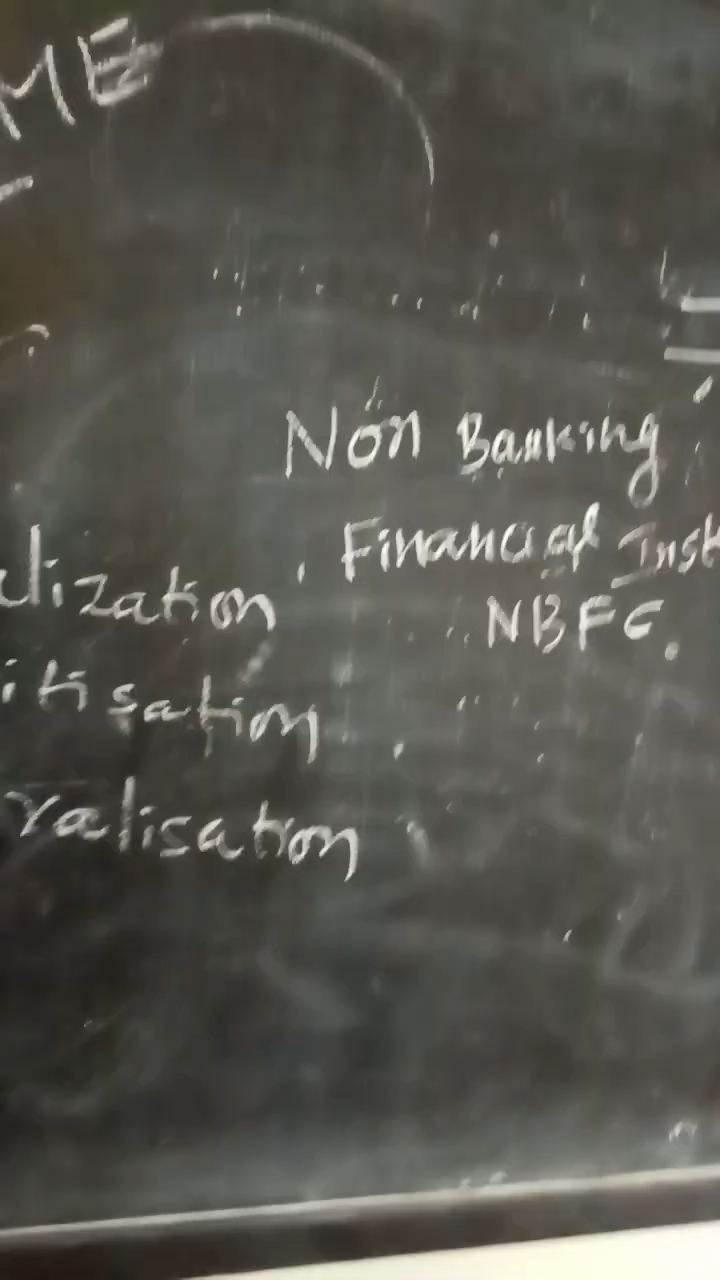 ME
Non Banking
Financial Inst
lization
NBFC.
itisation
ralisation